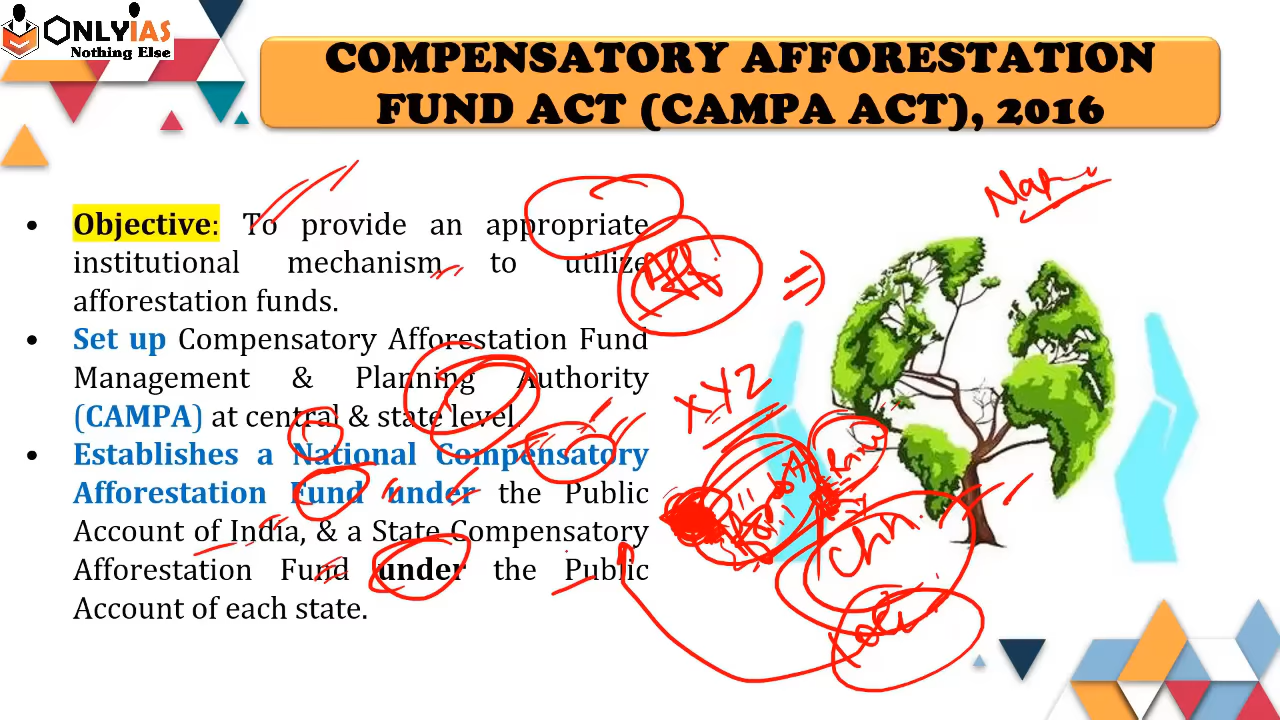 ONLYIAS
Nothing Else
COMPENSATORY AFFORESTATION
FUND ACT (CAMPA ACT), 2016
• Objective: To provide an appropriate
institutional mechanism to utilize
afforestation funds.
• Set up Compensatory Afforestation Fund
Management & Planning Authority
(CAMPA) at central & state level.
• Establishes a National Compensatory
Afforestation Fund under the Public
Account of India, & a State Compensatory
Afforestation Fund under the Public
Account of each state.
Aff
XYZ